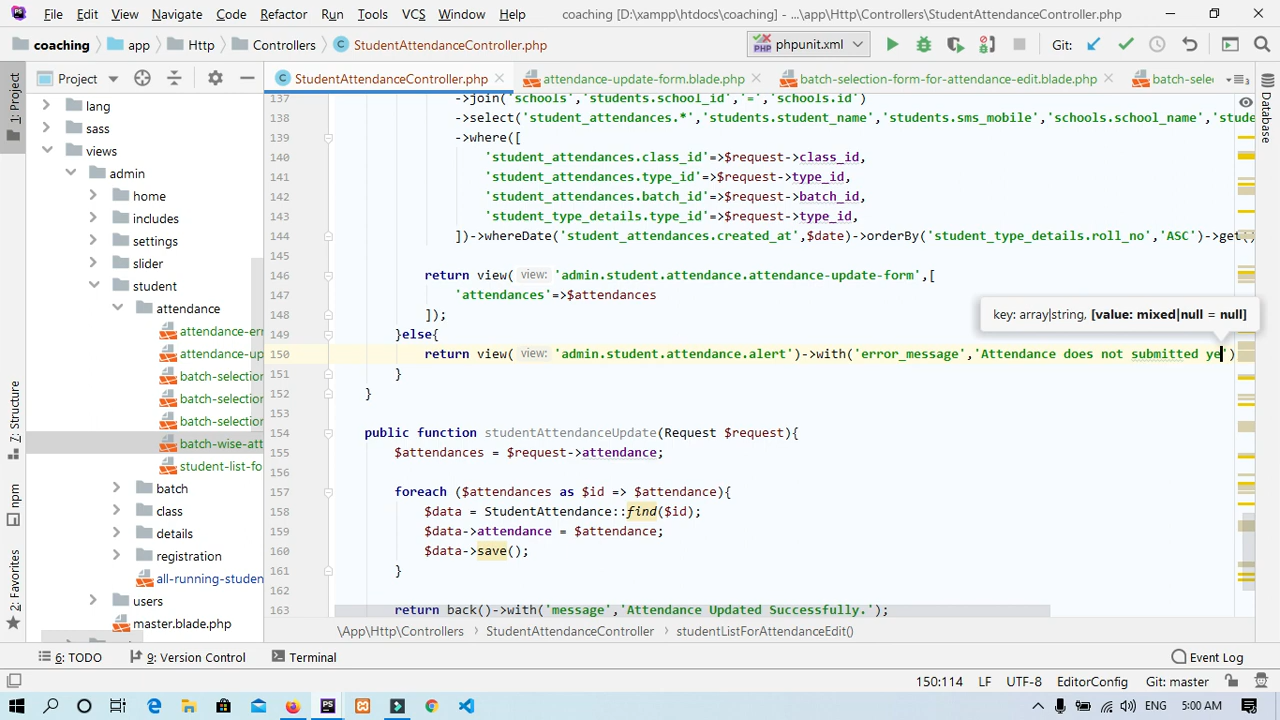 File Edit View Navigate Code Refactor Run Tools VCS Window Help coaching [D:\xampp\htdocs\coaching] - ...\app\Http\Controllers\StudentAttendanceController.php
coaching app Http Controllers StudentAttendanceController.php phpunit.xml Git:
Project StudentAttendanceController.php attendance-update-form.blade.php batch-selection-form-for-attendance-edit.blade.php batch-sele
1: Project
Z: Structure
npm
2: Favorites
Database
lang
sass
views
admin
home
includes
settings
slider
student
attendance
attendance-er
attendance-up
batch-selection
batch-selection
batch-selection
batch-wise-att
student-list-fo
batch
class
details
registration
all-running-studen
users
master.blade.php
137 ->join('schools','students.school_id','=','schools.id')
138 ->select('student_attendances.*','students.student_name','students.sms_mobile','schools.school_name','stude
139 ->where([
140 'student_attendances.class_id'=>$request->class_id,
141 'student_attendances.type_id'=>$request->type_id,
142 'student_attendances.batch_id'=>$request->batch_id,
143 'student_type_details.type_id'=>$request->type_id,
144 ])->whereDate('student_attendances.created_at',$date)->orderBy('student_type_details.roll_no','ASC')->get()
145
146 return view( view: 'admin.student.attendance.attendance-update-form',[
147 'attendances'=>$attendances
148 ]);
key: array|string, [value: mixed|null = null]
149 }else{
150 return view( view: 'admin.student.attendance.alert')->with('error_message','Attendance does not submitted ye')
151 }
152 }
153
154 public function studentAttendanceUpdate(Request $request){
155 $attendances = $request->attendance;
156
157 foreach ($attendances as $id => $attendance){
158 $data = StudentAttendance::find($id);
159 $data->attendance = $attendance;
160 $data->save();
161 }
162
163 return back()->with('message','Attendance Updated Successfully.');
\App\Http\Controllers StudentAttendanceController studentListForAttendanceEdit()
6: TODO 9: Version Control Terminal Event Log
150:114 LF UTF-8 EditorConfig Git: master
ENG 5:00 AM